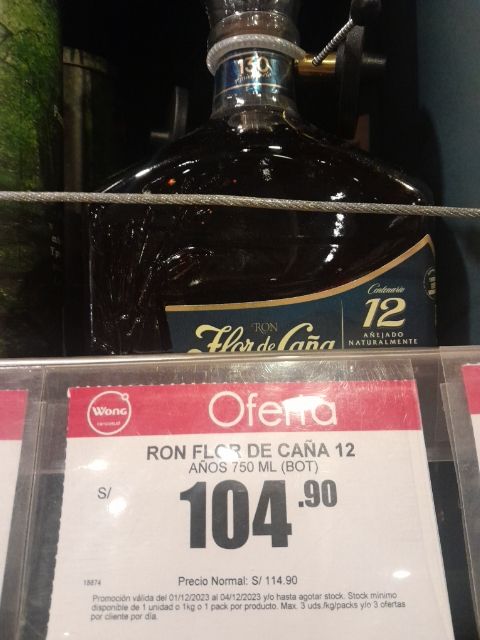 130
RON
Flor de Caña
Centenario
12
AÑEJADO
NATURALMENTE
Wong
cencosud
Oferta
RON FLOR DE CAÑA 12
AÑOS 750 ML (BOT)
S/ 104.90
Precio Normal: S/ 114.90
18874
Promoción válida del 01/12/2023 al 04/12/2023 y/o hasta agotar stock. Stock mínimo
disponible de 1 unidad o 1kg o 1 pack por producto. Max. 3 uds./kg/packs y/o 3 ofertas
por cliente por día.